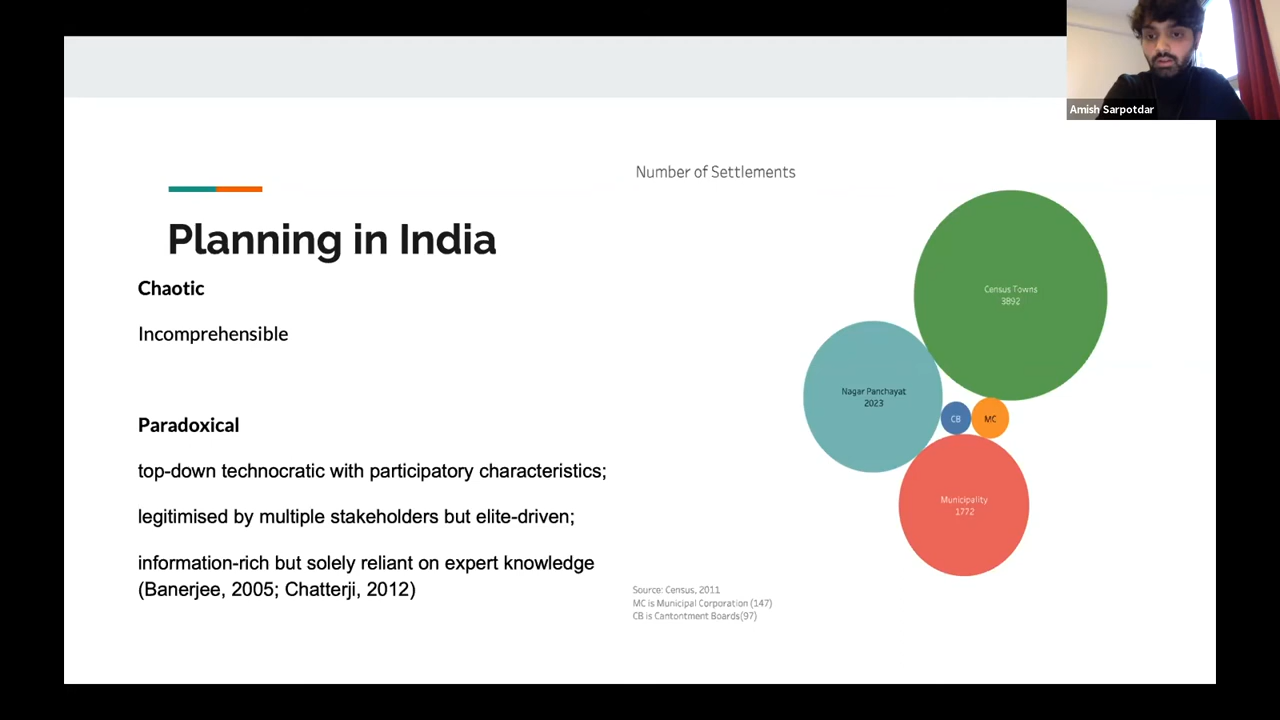 Amish Sarpotdar
Number of Settlements
Planning in India
Chaotic
Incomprehensible
Paradoxical
top-down technocratic with participatory characteristics;
legitimised by multiple stakeholders but elite-driven;
information-rich but solely reliant on expert knowledge
(Banerjee, 2005; Chatterji, 2012)
Census Towns
3892
Nagar Panchayat
2023
CB
MC
Municipality
1772
Source: Census, 2011
MC is Municipal Corporation (147)
CB is Cantontment Boards(97)